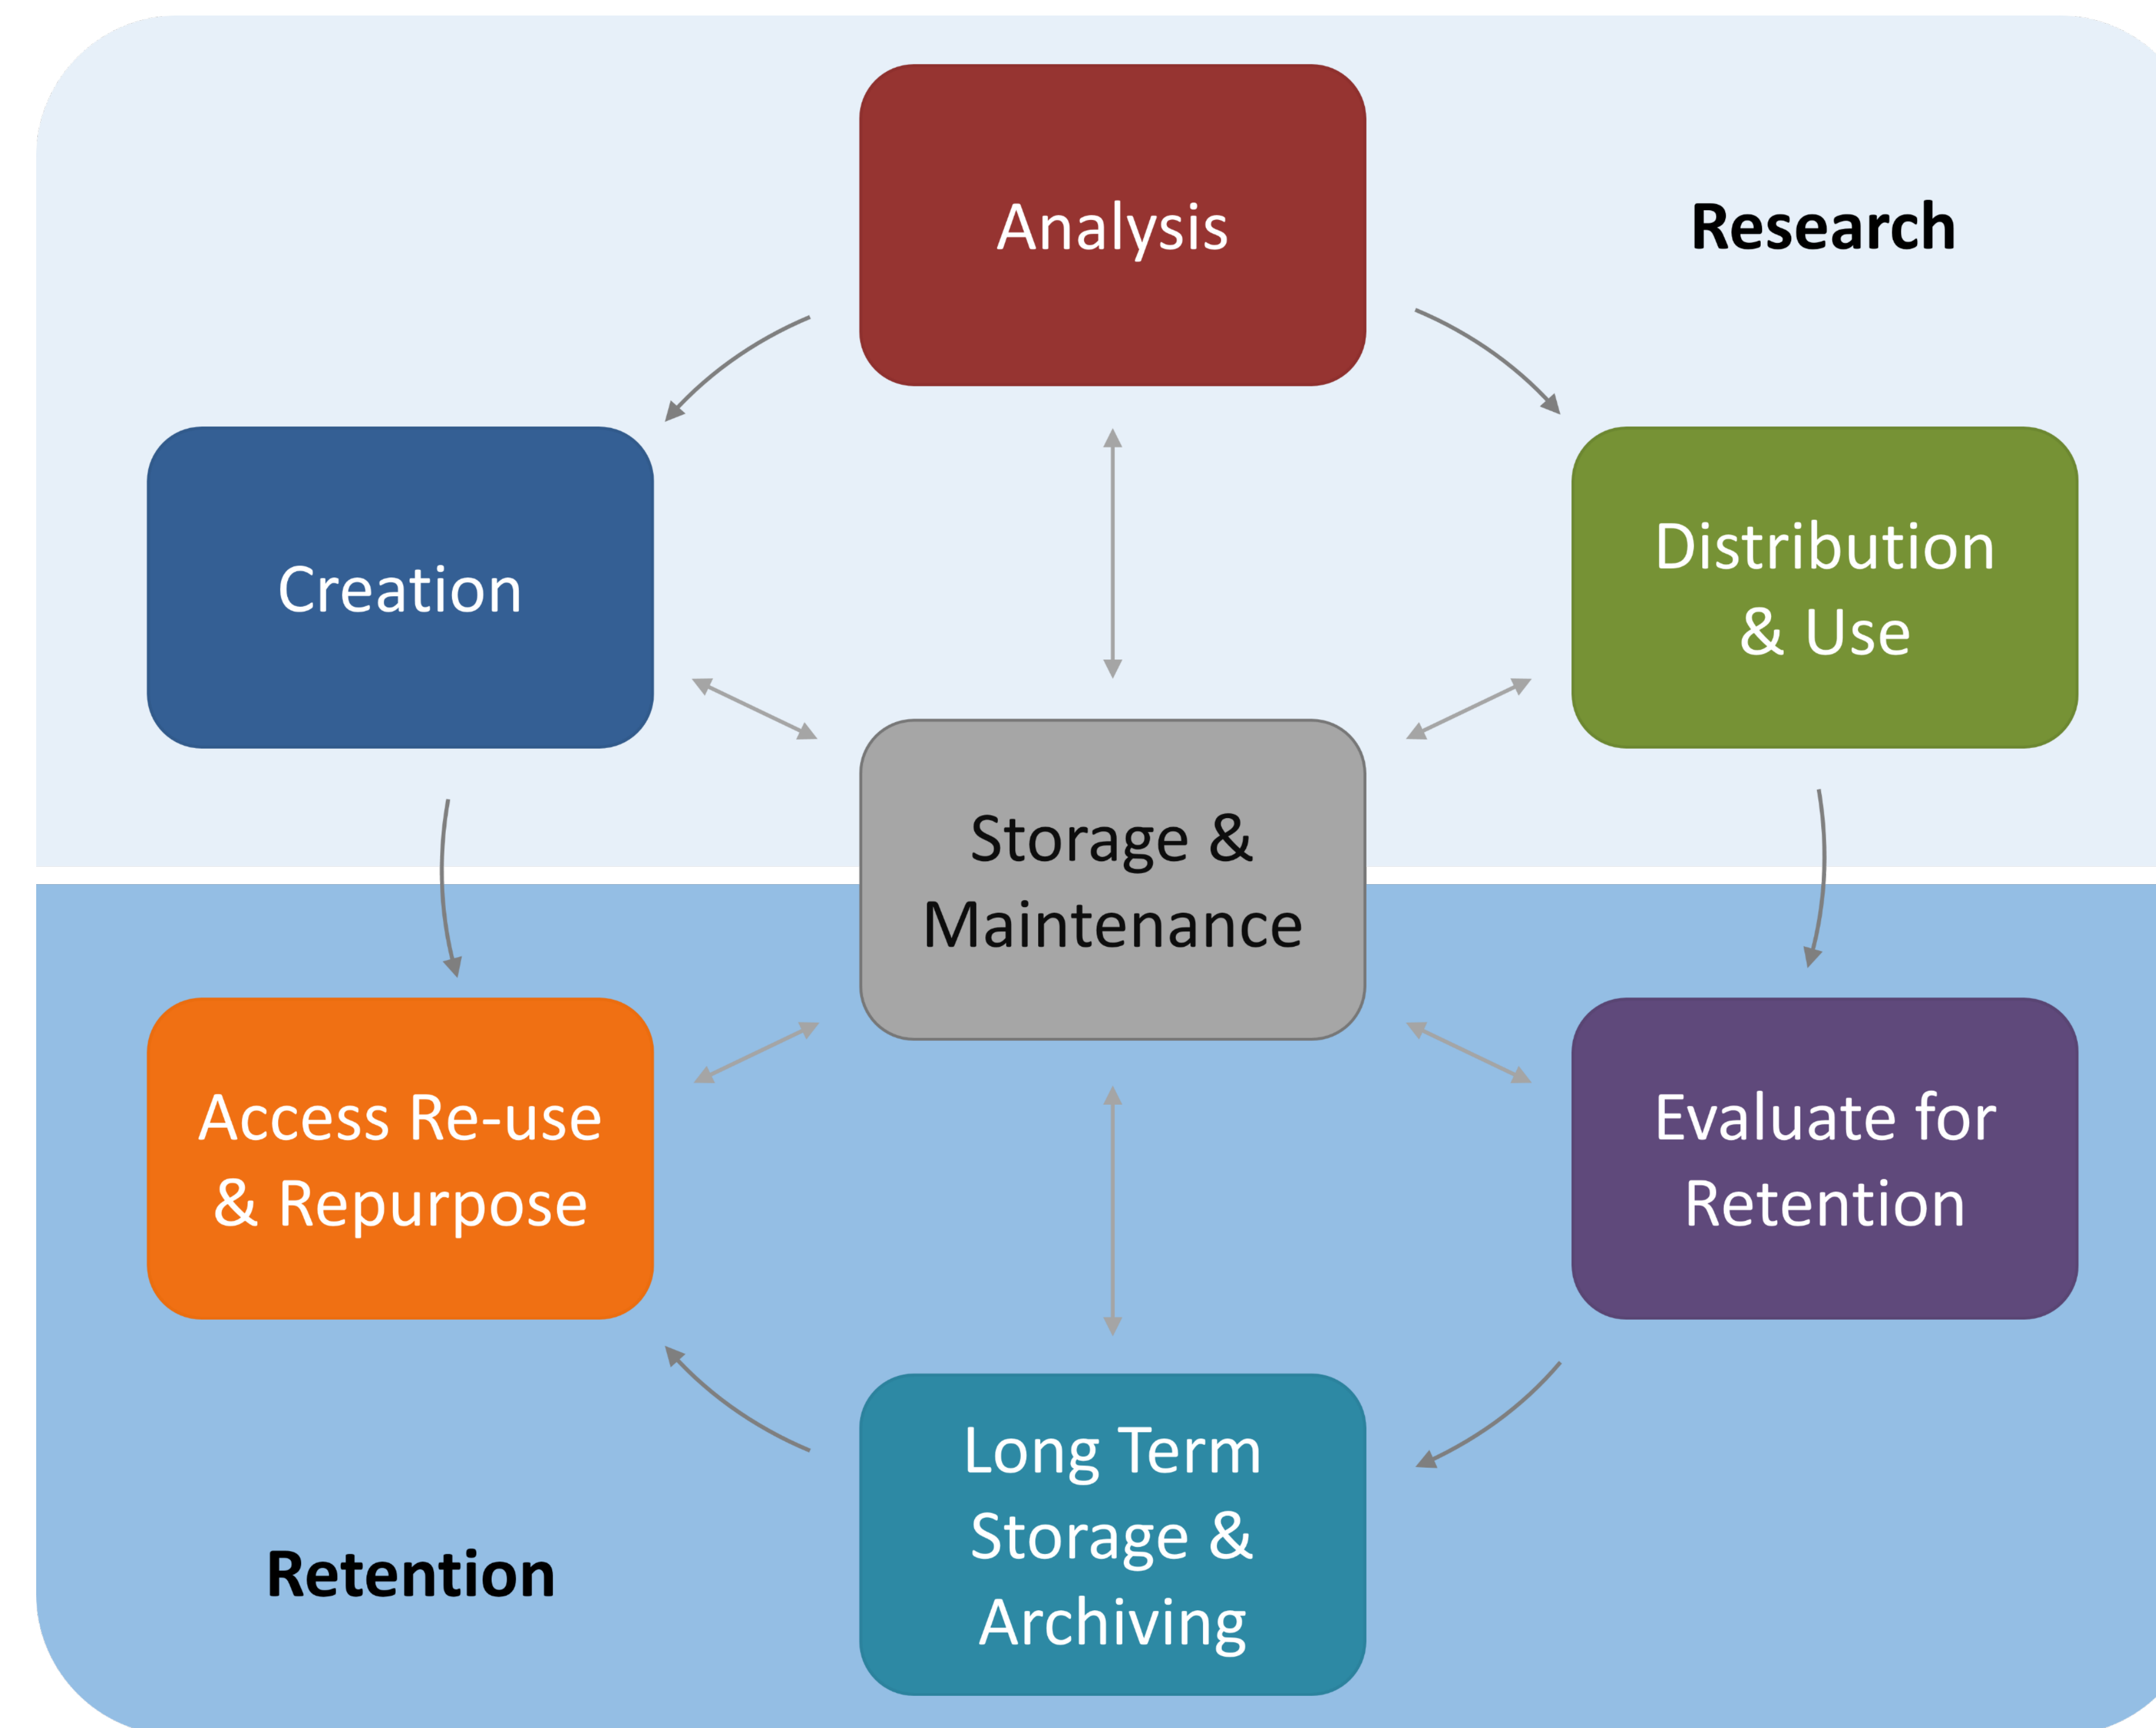 Analysis
Research
Creation
Distribution
& Use
Storage &
Maintenance
Access Re-use
& Repurpose
Evaluate for
Retention
Long Term
Storage &
Archiving
Retention